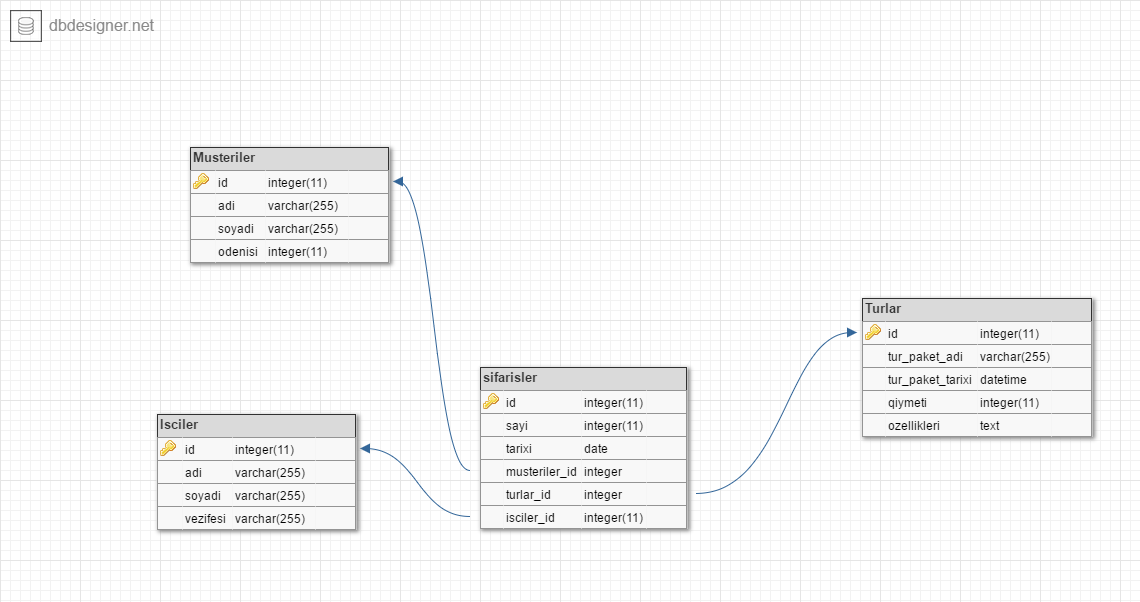 dbdesigner.net
Musteriler
id integer(11)
adi varchar(255)
soyadi varchar(255)
odenisi integer(11)
Turlar
id integer(11)
tur_paket_adi varchar(255)
tur_paket_tarixi datetime
qiymeti integer(11)
ozellikleri text
sifarisler
id integer(11)
sayi integer(11)
tarixi date
musteriler_id integer
turlar_id integer
isciler_id integer(11)
Isciler
id integer(11)
adi varchar(255)
soyadi varchar(255)
vezifesi varchar(255)